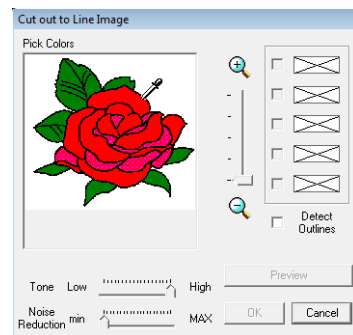 Cut out to Line Image
Pick Colors
Detect
Outlines
Tone Low High
Preview
Noise
Reduction min MAX
OK Cancel